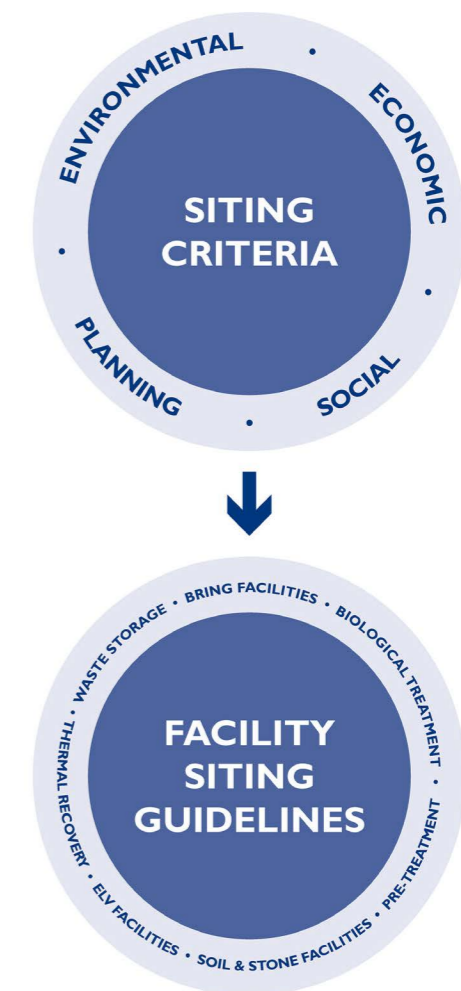 ENVIRONMENTAL • ECONOMIC • SOCIAL • PLANNING •
SITING
CRITERIA
BRING FACILITIES • BIOLOGICAL TREATMENT • PRE-TREATMENT • SOIL & STONE FACILITIES • ELV FACILITIES • THERMAL RECOVERY • WASTE STORAGE •
FACILITY
SITING
GUIDELINES